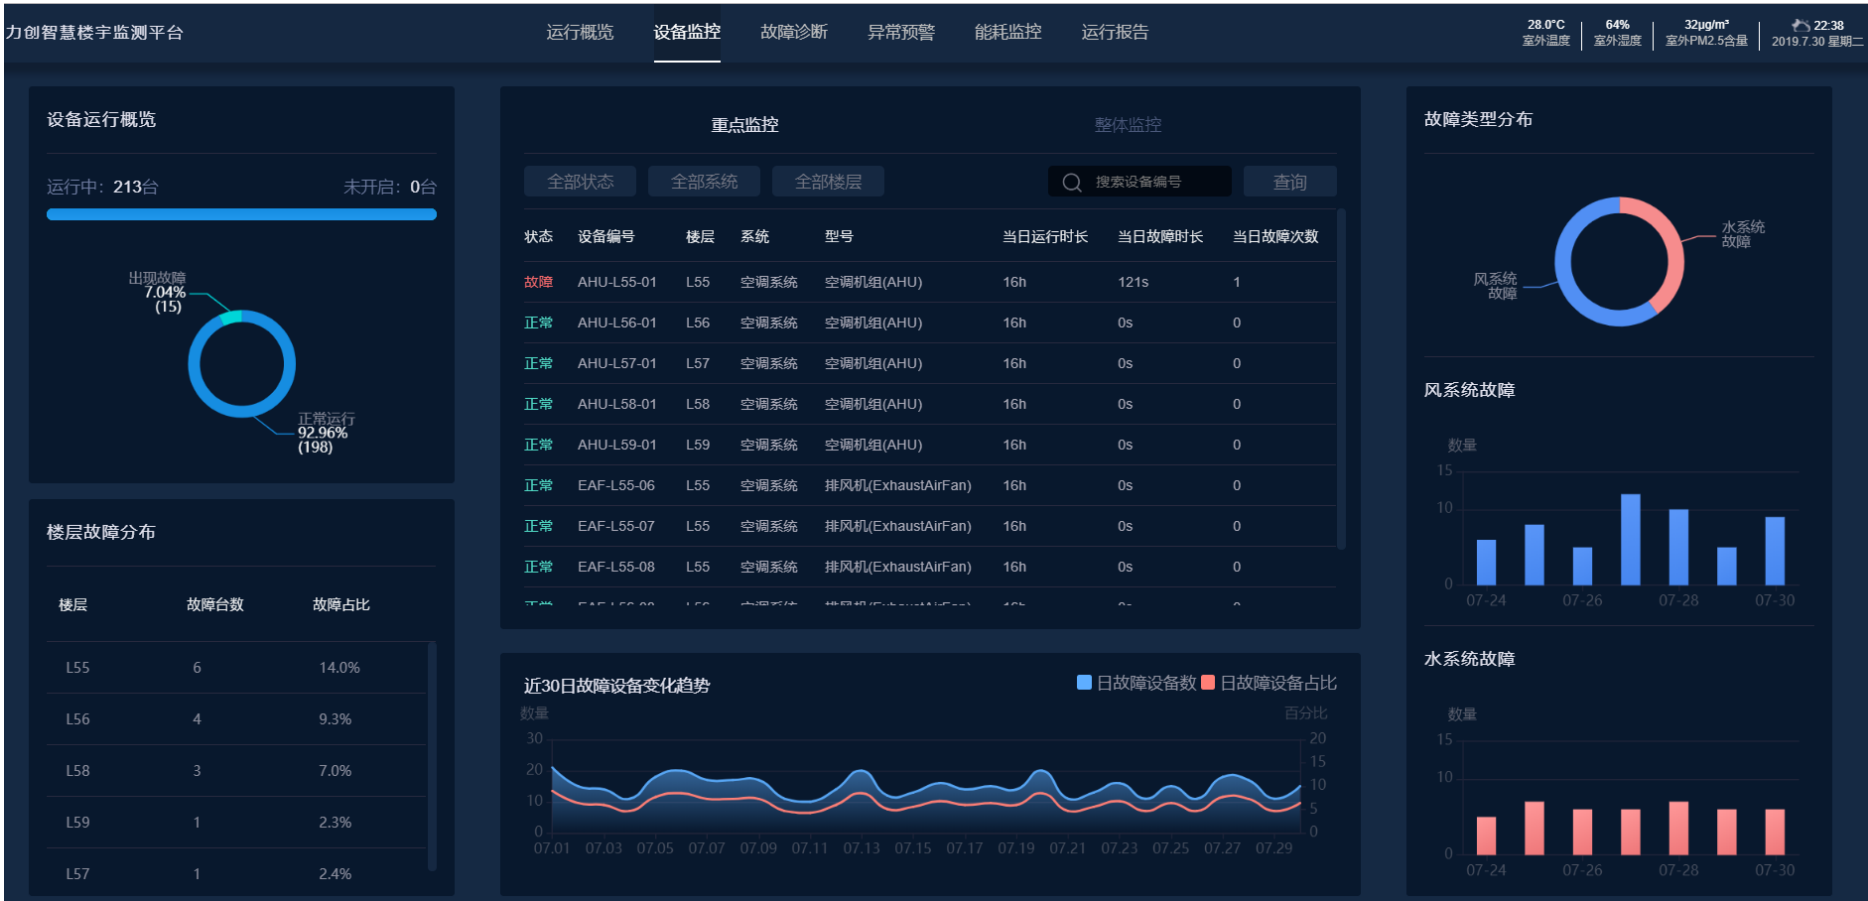 力创智慧楼宇监测平台
运行概览 设备监控 故障诊断 异常预警 能耗监控 运行报告
28.0°C 64% 32μg/m³ 22:38
室外温度 室外湿度 室外PM2.5含量 2019.7.30 星期二
设备运行概览
运行中：213台 未开启：0台
出现故障
7.04%
(15)
正常运行
92.96%
(198)
楼层故障分布
楼层 故障台数 故障占比
L55 6 14.0%
L56 4 9.3%
L58 3 7.0%
L59 1 2.3%
L57 1 2.4%
重点监控 整体监控
全部状态 全部系统 全部楼层 搜索设备编号 查询
状态 设备编号 楼层 系统 型号 当日运行时长 当日故障时长 当日故障次数
故障 AHU-L55-01 L55 空调系统 空调机组(AHU) 16h 121s 1
正常 AHU-L56-01 L56 空调系统 空调机组(AHU) 16h 0s 0
正常 AHU-L57-01 L57 空调系统 空调机组(AHU) 16h 0s 0
正常 AHU-L58-01 L58 空调系统 空调机组(AHU) 16h 0s 0
正常 AHU-L59-01 L59 空调系统 空调机组(AHU) 16h 0s 0
正常 EAF-L55-06 L55 空调系统 排风机(ExhaustAirFan) 16h 0s 0
正常 EAF-L55-07 L55 空调系统 排风机(ExhaustAirFan) 16h 0s 0
正常 EAF-L55-08 L55 空调系统 排风机(ExhaustAirFan) 16h 0s 0
近30日故障设备变化趋势 日故障设备数 日故障设备占比
数量 百分比
30 20
15
20 10
10 5
0 0
07.01 07.03 07.05 07.07 07.09 07.11 07.13 07.15 07.17 07.19 07.21 07.23 07.25 07.27 07.29
故障类型分布
水系统
故障
风系统
故障
风系统故障
数量
15
10
0
07-24 07-26 07-28 07-30
水系统故障
数量
15
10
0
07-24 07-26 07-28 07-30